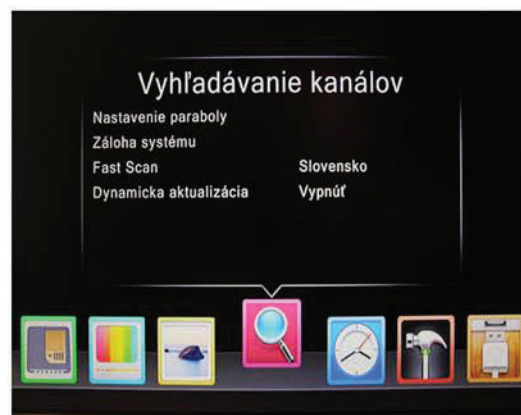 Vyhľadávanie kanálov
Nastavenie paraboly
Záloha systému
Fast Scan Slovensko
Dynamicka aktualizácia Vypnúť